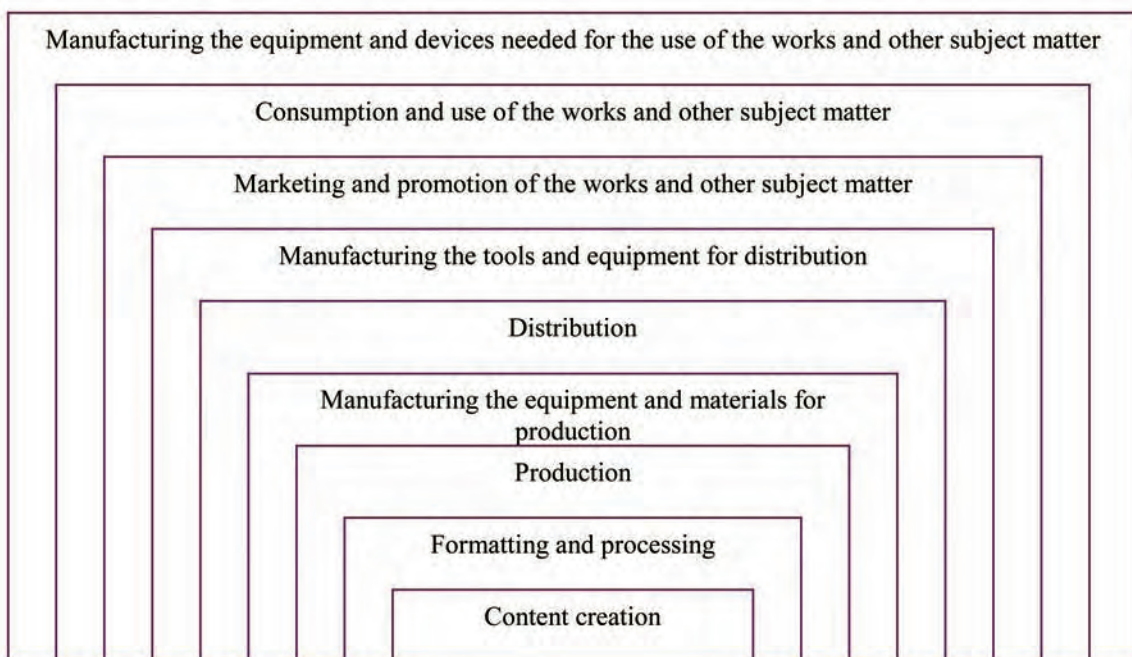 Manufacturing the equipment and devices needed for the use of the works and other subject matter
Consumption and use of the works and other subject matter
Marketing and promotion of the works and other subject matter
Manufacturing the tools and equipment for distribution
Distribution
Manufacturing the equipment and materials for
production
Production
Formatting and processing
Content creation